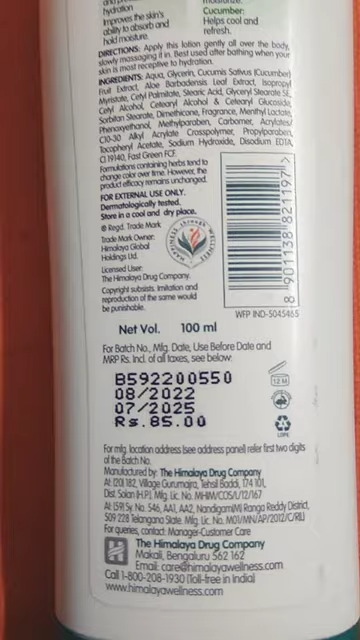 hydration
Improves the skin's
ability to absorb and
hold moisture.
Cucumber:
Helps cool and
refresh.
DIRECTIONS: Apply this lotion gently all over the body,
slowly massaging it in. Best used after bathing when your
skin is most receptive to hydration.
INGREDIENTS: Aqua, Glycerin, Cucumis Sativus (Cucumber)
Fruit Extract, Aloe Barbadensis Leaf Extract, Isopropyl
Myristate, Cetyl Palmitate, Stearic Acid, Glyceryl Stearate SE,
Cetyl Alcohol, Cetearyl Alcohol & Cetearyl Glucoside,
Sorbitan Stearate, Dimethicone, Fragrance, Menthyl Lactate,
Phenoxyethanol, Methylparaben, Carbomer, Acrylates/
C10-30 Alkyl Acrylate Crosspolymer, Propylparaben,
Tocopheryl Acetate, Sodium Hydroxide, Disodium EDTA,
CI 19140, Fast Green FCF.
Formulations containing herbs tend to
change color over time. However, the
product efficacy remains unchanged.
FOR EXTERNAL USE ONLY.
Dermatologically tested.
Store in a cool and dry place.
® Regd. Trade Mark
Trade Mark Owner:
Himalaya Global
Holdings Ltd.
Licensed User:
The Himalaya Drug Company.
Copyright subsists. Imitation and
reproduction of the same would
be punishable.
HAPPINESS through WELLNESS
8 901138 821197 >
WFP IND-5045465
Net Vol. 100 ml
For Batch No., Mfg. Date, Use Before Date and
MRP Rs. Incl. of all taxes, see below:
B592200550
08/2022
07/2025
Rs.85.00
12 M
LDPE
For mfg. location address (see address panel) refer first two digits
of the Batch No.
Manufactured by: The Himalaya Drug Company
At: (20) 182, Village Gurumajra, Tehsil Baddi, 174 101,
Dist. Solan (H.P.). Mfg. Lic. No. MHIM/COS/L/12/167
At: (59) Sy. No. 546, AA1, AA2, Nandigama(M) Ranga Reddy District,
509 228 Telangana State. Mfg. Lic. No. M01/MN/AP/2012/C/R(L)
For queries, contact: Manager-Customer Care
The Himalaya Drug Company
Makali, Bengaluru 562 162
Email: care@himalayawellness.com
Call 1-800-208-1930 (Toll-free in India)
www.himalayawellness.com